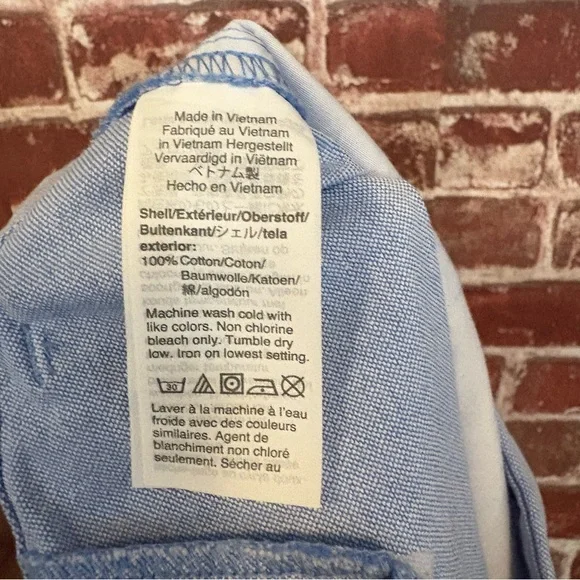 Made in Vietnam
Fabriqué au Vietnam
in Vietnam Hergestellt
Vervaardigd in Viëtnam
ベトナム製
Hecho en Vietnam
Shell/Extérieur/Oberstoff/
Buitenkant/シェル/tela
exterior:
100% Cotton/Coton/
Baumwolle/Katoen/
綿/algodón
Machine wash cold with
like colors. Non chlorine
bleach only. Tumble dry
low. Iron on lowest setting.
30
Laver à la machine à l'eau
froide avec des couleurs
similaires. Agent de
blanchiment non chloré
seulement. Sécher au